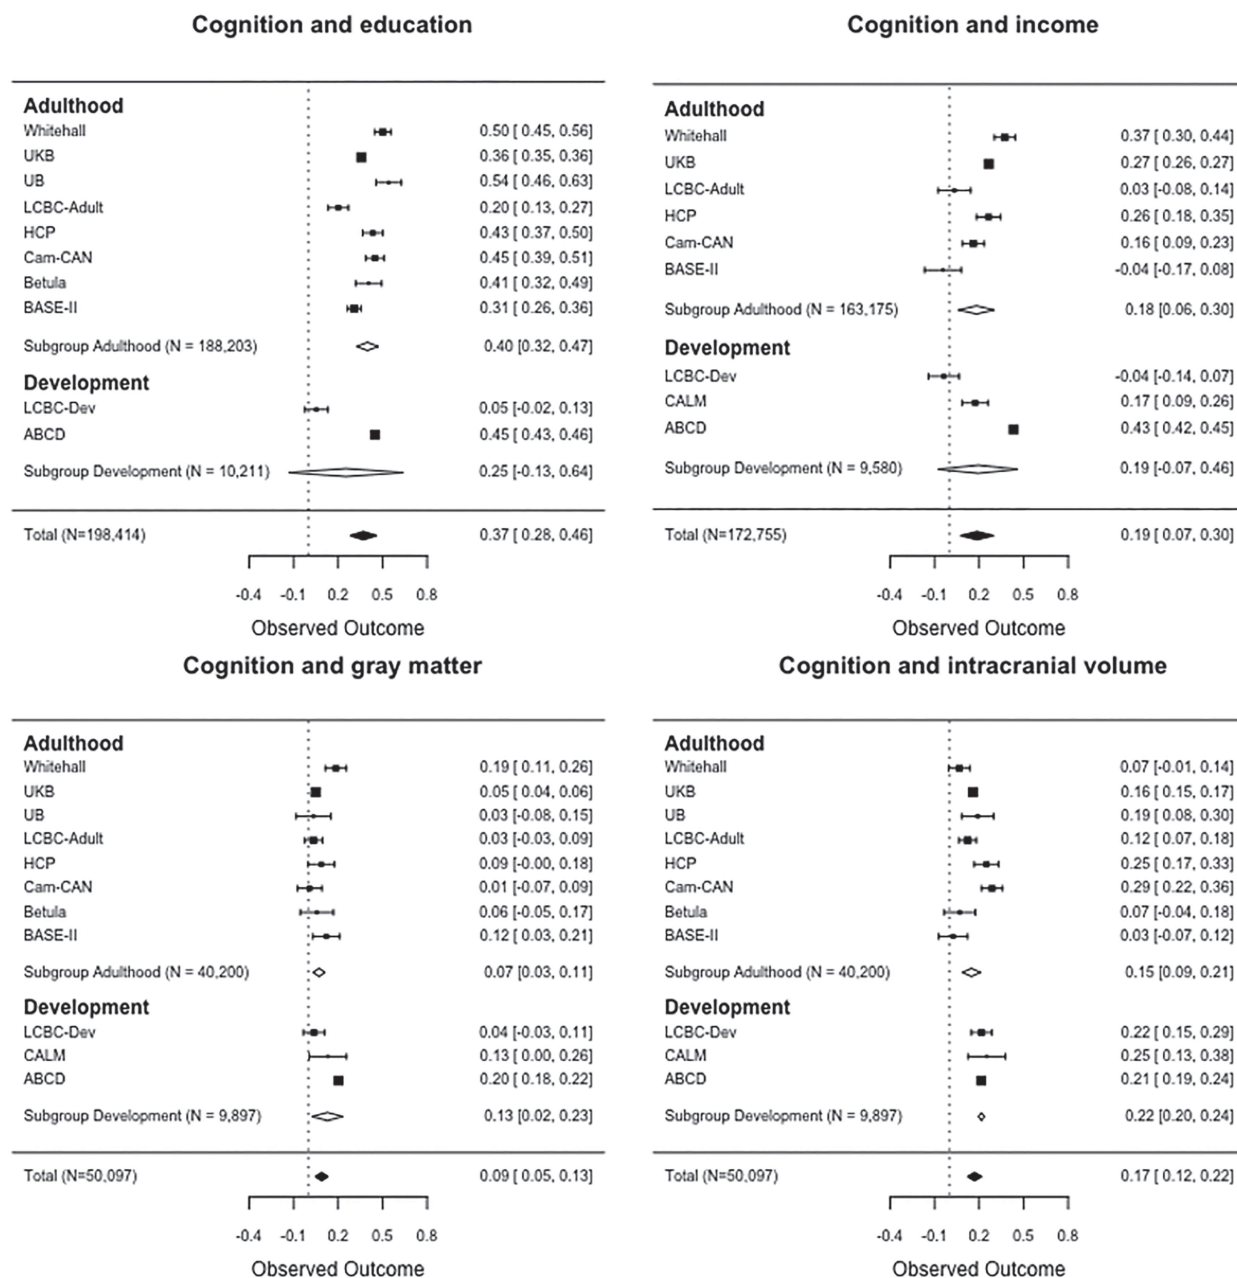 Cognition and education
Adulthood
Whitehall 0.50 [ 0.45, 0.56]
UKB 0.36 [ 0.35, 0.36]
UB 0.54 [ 0.46, 0.63]
LCBC-Adult 0.20 [ 0.13, 0.27]
HCP 0.43 [ 0.37, 0.50]
Cam-CAN 0.45 [ 0.39, 0.51]
Betula 0.41 [ 0.32, 0.49]
BASE-II 0.31 [ 0.26, 0.36]
Subgroup Adulthood (N = 188,203) 0.40 [0.32, 0.47]
Development
LCBC-Dev 0.05 [-0.02, 0.13]
ABCD 0.45 [ 0.43, 0.46]
Subgroup Development (N = 10,211) 0.25 [-0.13, 0.64]
Total (N=198,414) 0.37 [ 0.28, 0.46]
-0.4 -0.1 0.2 0.5 0.8
Observed Outcome
Cognition and income
Adulthood
Whitehall 0.37 [ 0.30, 0.44]
UKB 0.27 [ 0.26, 0.27]
LCBC-Adult 0.03 [-0.08, 0.14]
HCP 0.26 [ 0.18, 0.35]
Cam-CAN 0.16 [ 0.09, 0.23]
BASE-II -0.04 [-0.17, 0.08]
Subgroup Adulthood (N = 163,175) 0.18 [0.06, 0.30]
Development
LCBC-Dev -0.04 [-0.14, 0.07]
CALM 0.17 [ 0.09, 0.26]
ABCD 0.43 [ 0.42, 0.45]
Subgroup Development (N = 9,580) 0.19 [-0.07, 0.46]
Total (N=172,755) 0.19 [ 0.07, 0.30]
-0.4 -0.1 0.2 0.5 0.8
Observed Outcome
Cognition and gray matter
Adulthood
Whitehall 0.19 [ 0.11, 0.26]
UKB 0.05 [ 0.04, 0.06]
UB 0.03 [-0.08, 0.15]
LCBC-Adult 0.03 [-0.03, 0.09]
HCP 0.09 [-0.00, 0.18]
Cam-CAN 0.01 [-0.07, 0.09]
Betula 0.06 [-0.05, 0.17]
BASE-II 0.12 [ 0.03, 0.21]
Subgroup Adulthood (N = 40,200) 0.07 [0.03, 0.11]
Development
LCBC-Dev 0.04 [-0.03, 0.11]
CALM 0.13 [ 0.00, 0.26]
ABCD 0.20 [ 0.18, 0.22]
Subgroup Development (N = 9,897) 0.13 [0.02, 0.23]
Total (N=50,097) 0.09 [ 0.05, 0.13]
-0.4 -0.1 0.2 0.5 0.8
Observed Outcome
Cognition and intracranial volume
Adulthood
Whitehall 0.07 [-0.01, 0.14]
UKB 0.16 [ 0.15, 0.17]
UB 0.19 [ 0.08, 0.30]
LCBC-Adult 0.12 [ 0.07, 0.18]
HCP 0.25 [ 0.17, 0.33]
Cam-CAN 0.29 [ 0.22, 0.36]
Betula 0.07 [-0.04, 0.18]
BASE-II 0.03 [-0.07, 0.12]
Subgroup Adulthood (N = 40,200) 0.15 [0.09, 0.21]
Development
LCBC-Dev 0.22 [ 0.15, 0.29]
CALM 0.25 [ 0.13, 0.38]
ABCD 0.21 [ 0.19, 0.24]
Subgroup Development (N = 9,897) 0.22 [0.20, 0.24]
Total (N=50,097) 0.17 [ 0.12, 0.22]
-0.4 -0.1 0.2 0.5 0.8
Observed Outcome